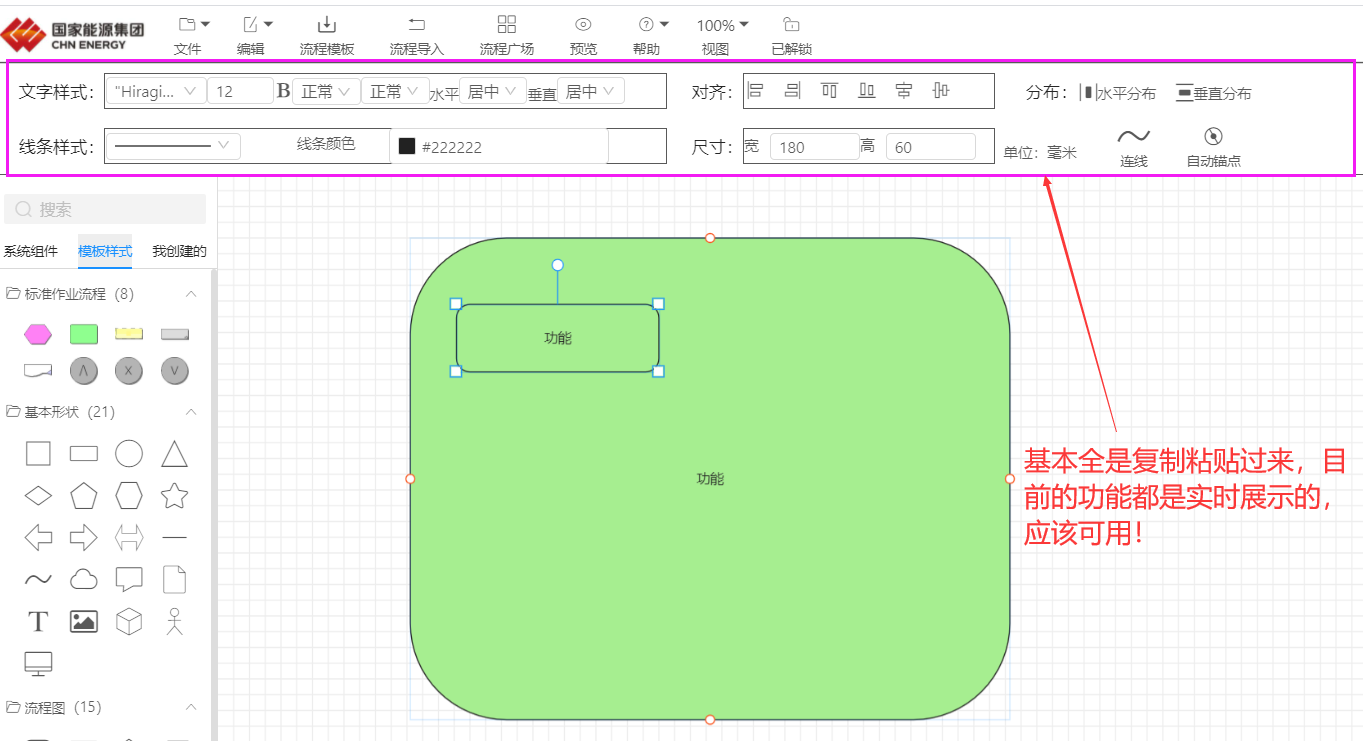 国家能源集团
CHN ENERGY
文件
编辑
流程模板
流程导入
流程广场
预览
帮助
100%
视图
已解锁
文字样式：
"Hiragi...
12
B
正常
正常
水平
居中
垂直
居中
对齐：
分布：
水平分布
垂直分布
线条样式：
线条颜色
#222222
尺寸：
宽
180
高
60
单位：毫米
连线
自动锚点
搜索
系统组件
模板样式
我创建的
标准作业流程（8）
∧
X
V
基本形状（21）
T
流程图（15）
功能
功能
基本全是复制粘贴过来，目
前的功能都是实时展示的，
应该可用！